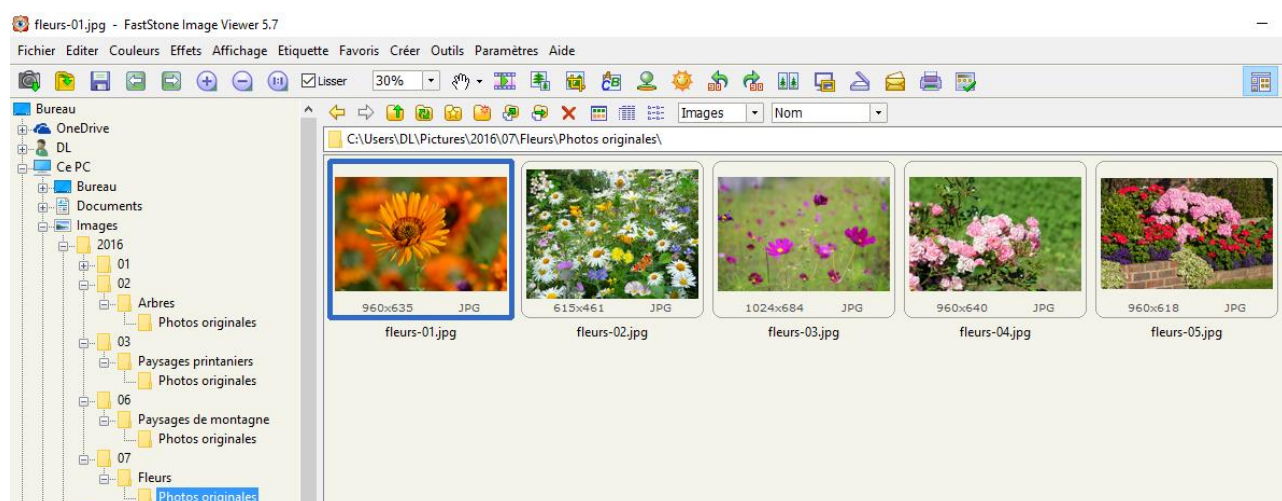 fleurs-01.jpg - FastStone Image Viewer 5.7
Fichier Editer Couleurs Effets Affichage Etiquette Favoris Créer Outils Paramètres Aide
1:1 Lisser 30%
Bureau
OneDrive
DL
Ce PC
Bureau
Documents
Images
2016
01
02
Arbres
Photos originales
03
Paysages printaniers
Photos originales
06
Paysages de montagne
Photos originales
07
Fleurs
Photos originales
Images Nom
C:\Users\DL\Pictures\2016\07\Fleurs\Photos originales\
960x635 JPG 615x461 JPG 1024x684 JPG 960x640 JPG 960x618 JPG
fleurs-01.jpg fleurs-02.jpg fleurs-03.jpg fleurs-04.jpg fleurs-05.jpg